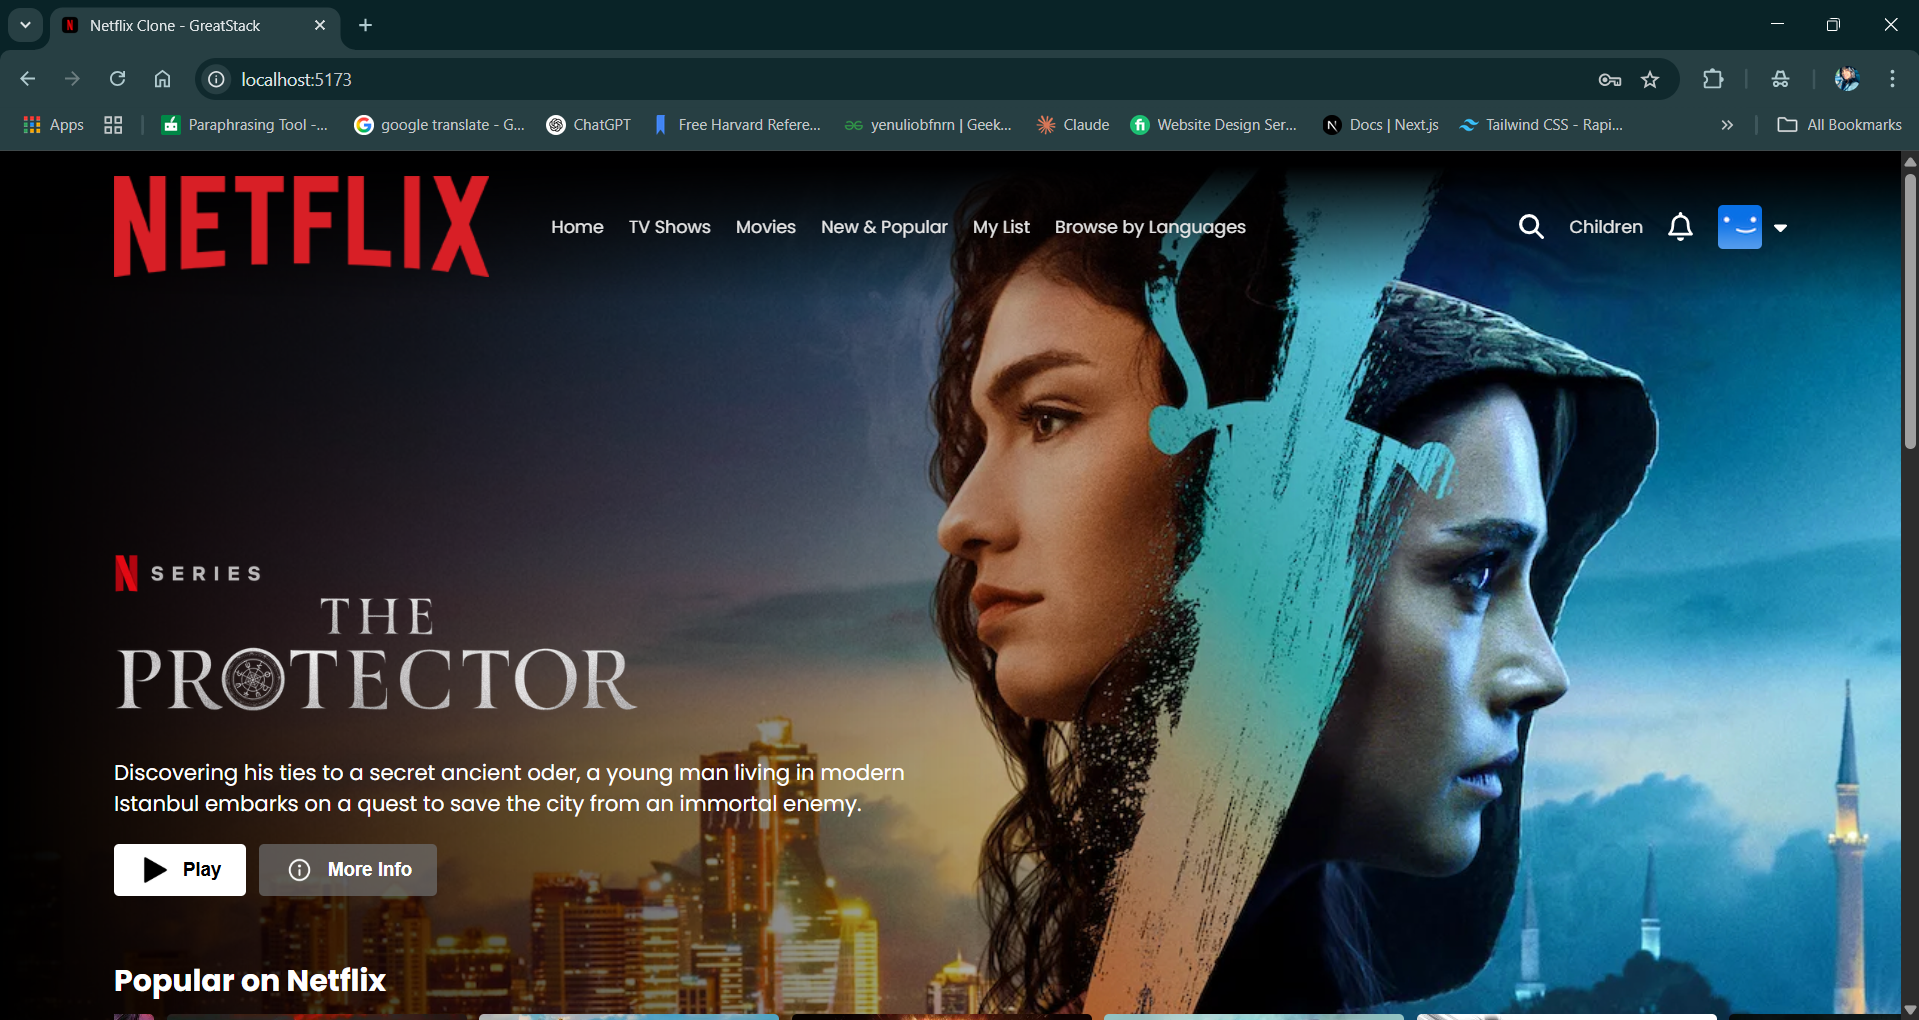 Netflix Clone - GreatStack
localhost:5173
Apps
Paraphrasing Tool -...
google translate - G...
ChatGPT
Free Harvard Refere...
yenuliobfnrn | Geek...
Claude
Website Design Ser...
Docs | Next.js
Tailwind CSS - Rapi...
All Bookmarks
NETFLIX
Home
TV Shows
Movies
New & Popular
My List
Browse by Languages
Children
N SERIES
THE
PROTECTOR
Discovering his ties to a secret ancient oder, a young man living in modern
Istanbul embarks on a quest to save the city from an immortal enemy.
Play
More Info
Popular on Netflix